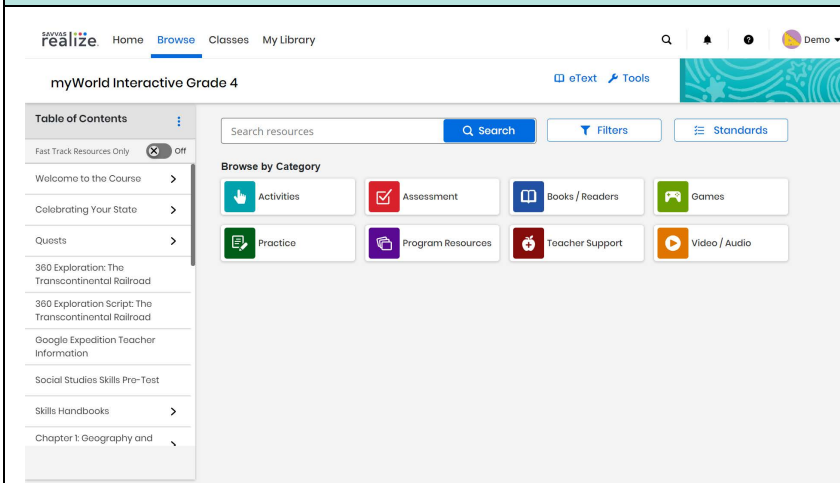 SAVVAS
realize.
Home Browse Classes My Library
Demo
myWorld Interactive Grade 4
eText Tools
Table of Contents
Fast Track Resources Only Off
Welcome to the Course
Celebrating Your State
Quests
360 Exploration: The
Transcontinental Railroad
360 Exploration Script: The
Transcontinental Railroad
Google Expedition Teacher
Information
Social Studies Skills Pre-Test
Skills Handbooks
Chapter 1: Geography and
Search resources Search Filters Standards
Browse by Category
Activities Assessment Books / Readers Games
Practice Program Resources Teacher Support Video / Audio